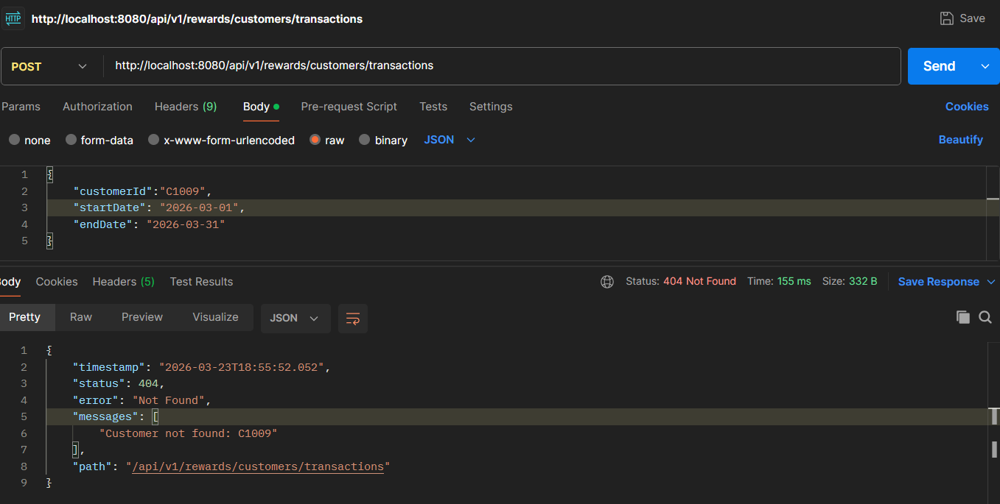 HTTP http://localhost:8080/api/v1/rewards/customers/transactions Save
POST http://localhost:8080/api/v1/rewards/customers/transactions Send
Params Authorization Headers (9) Body Pre-request Script Tests Settings Cookies
none form-data x-www-form-urlencoded raw binary JSON Beautify
1 {
2 "customerId":"C1009",
3 "startDate": "2026-03-01",
4 "endDate": "2026-03-31"
5 }
ody Cookies Headers (5) Test Results Status: 404 Not Found Time: 155 ms Size: 332 B Save Response
Pretty Raw Preview Visualize JSON
1 {
2 "timestamp": "2026-03-23T18:55:52.052",
3 "status": 404,
4 "error": "Not Found",
5 "messages": [
6 "Customer not found: C1009"
7 ],
8 "path": "/api/v1/rewards/customers/transactions"
9 }